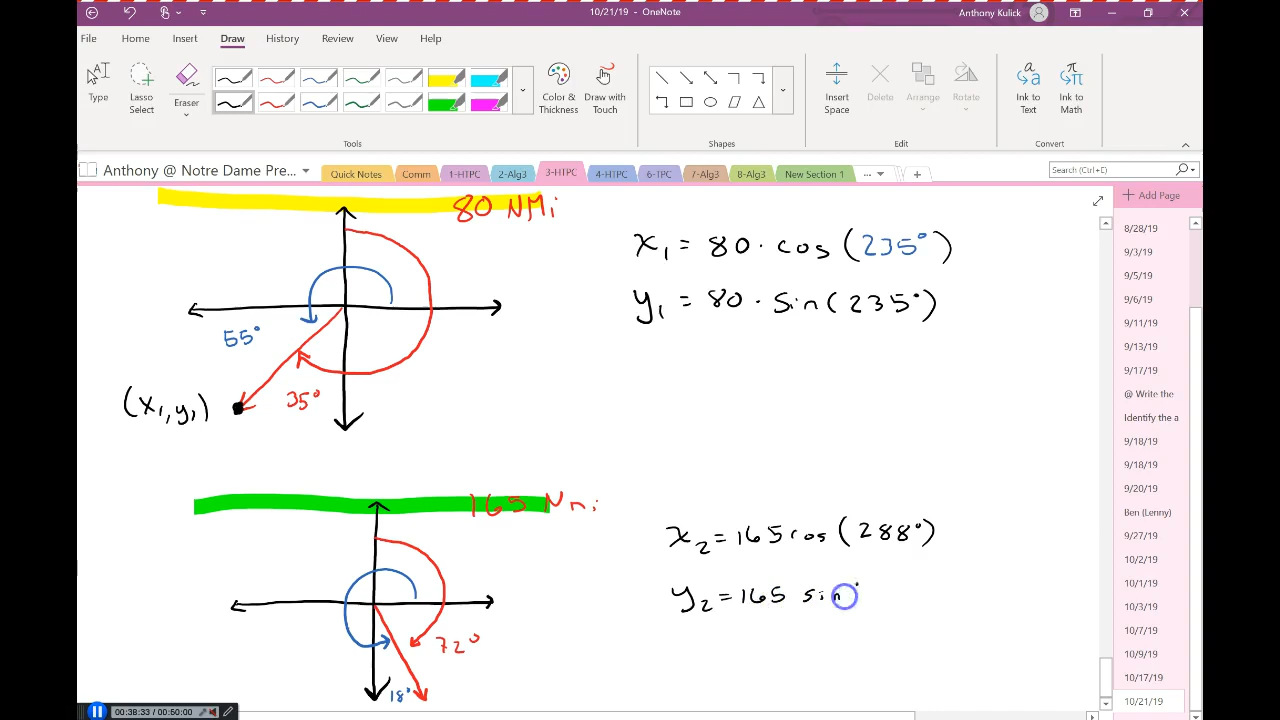 10/21/19 - OneNote
Anthony Kulick
File Home Insert Draw History Review View Help
Type
Lasso Select
Eraser
Color & Thickness
Draw with Touch
Insert Space
Delete
Arrange
Rotate
Ink to Text
Ink to Math
Tools
Shapes
Edit
Convert
Anthony @ Notre Dame Pre...
Quick Notes Comm 1-HTPC 2-Alg3 3-HTPC 4-HTPC 6-TPC 7-Alg3 8-Alg3 New Section 1 ... +
Search (Ctrl+E)
+ Add Page
80 NMi
x₁ = 80 · cos (235°)
y₁ = 80 · sin (235°)
55°
35°
(x₁, y₁)
165 Nmi
x₂ = 165 cos (288°)
y₂ = 165 sin
72°
18°
8/28/19
9/3/19
9/5/19
9/6/19
9/11/19
9/13/19
9/17/19
@ Write the
Identify the a
9/18/19
9/18/19
9/20/19
Ben (Lenny)
9/27/19
10/2/19
10/1/19
10/3/19
10/7/19
10/9/19
10/17/19
10/21/19
00:38:33 / 00:50:00